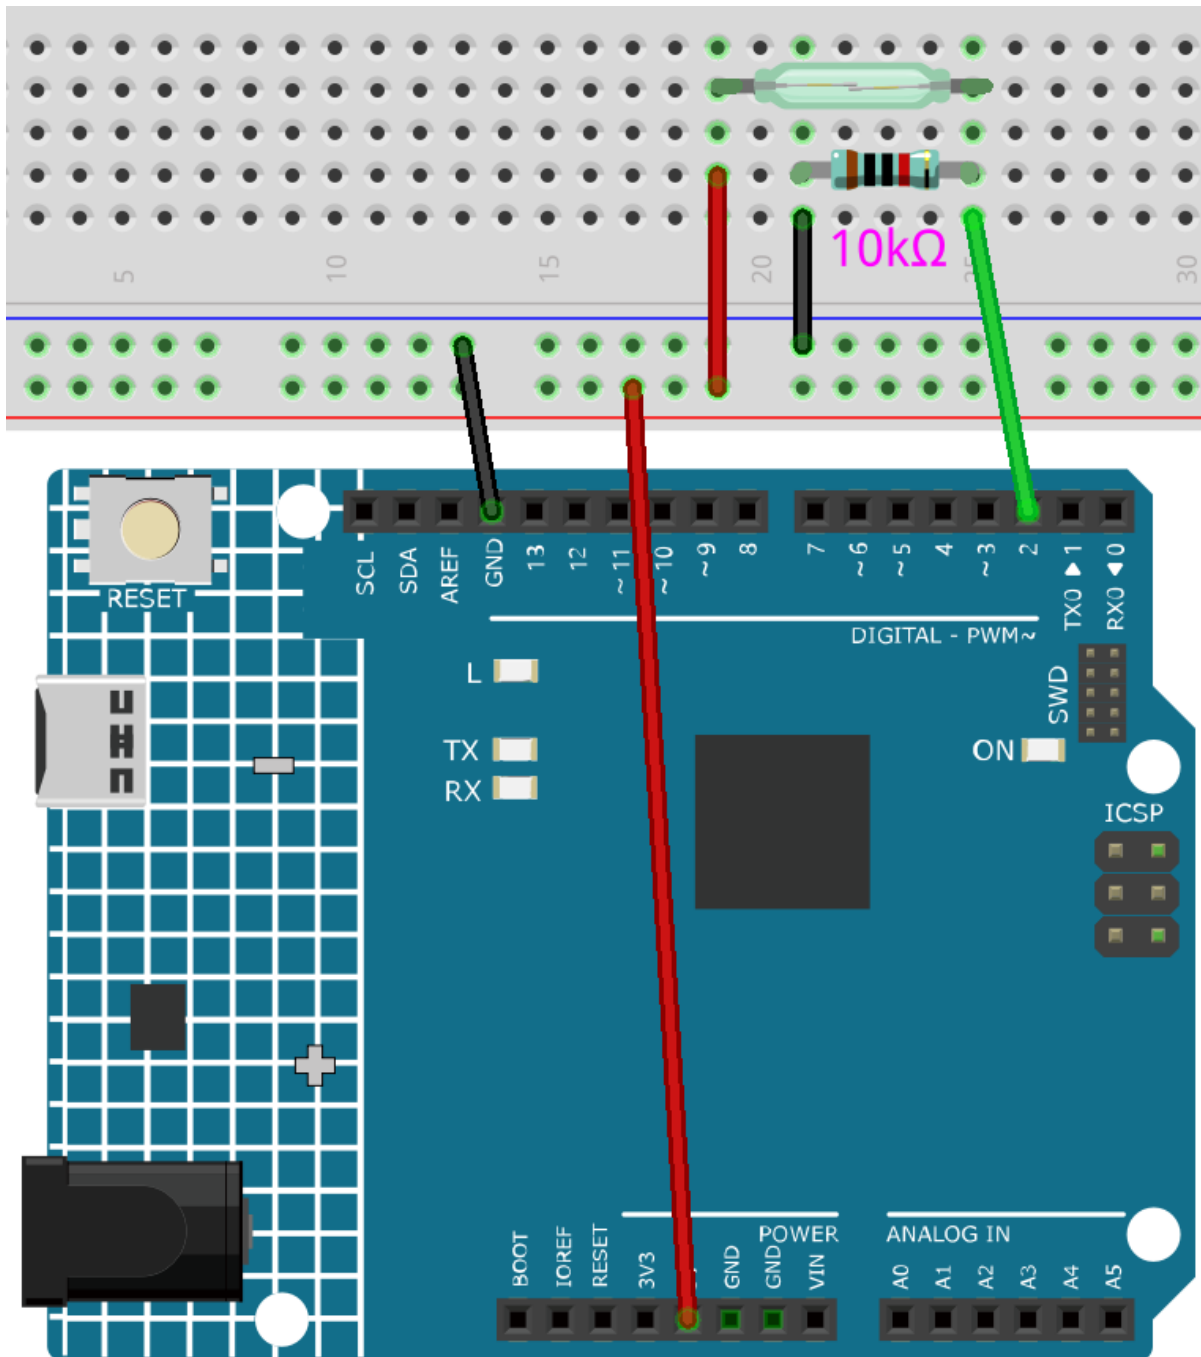 10kΩ
5
10
15
20
25
30
RESET
SCL
SDA
AREF
GND
13
12
~11
~10
~9
8
7
~6
~5
4
~3
2
TX0 ▶ 1
RX0 ◀ 0
DIGITAL - PWM~
L
TX
RX
SWD
ON
ICSP
POWER
ANALOG IN
BOOT
IOREF
RESET
3V3
GND
GND
VIN
A0
A1
A2
A3
A4
A5